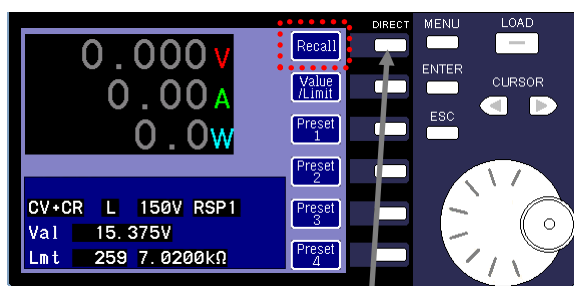 DIRECT
MENU
LOAD
0.000V
0.00A
0.0W
Recall
Value
/Limit
ENTER
CURSOR
ESC
Preset
1
Preset
2
CV+CR L 150V RSP1
Val 15.375V
Lmt 259 7.0200kΩ
Preset
3
Preset
4